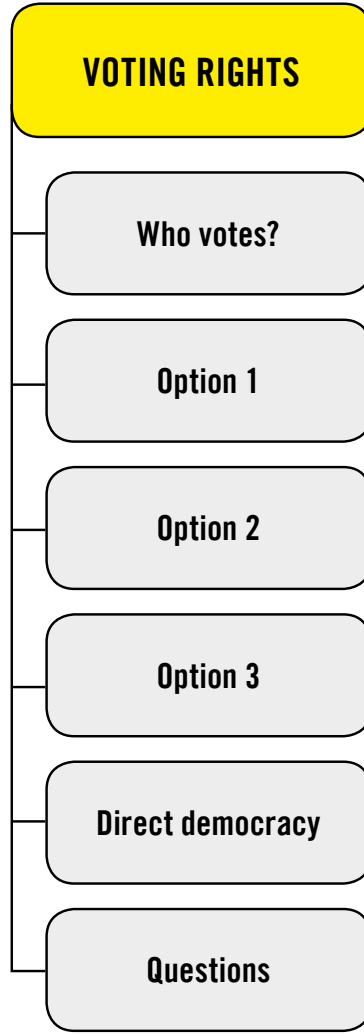 VOTING RIGHTS
Who votes?
Option 1
Option 2
Option 3
Direct democracy
Questions